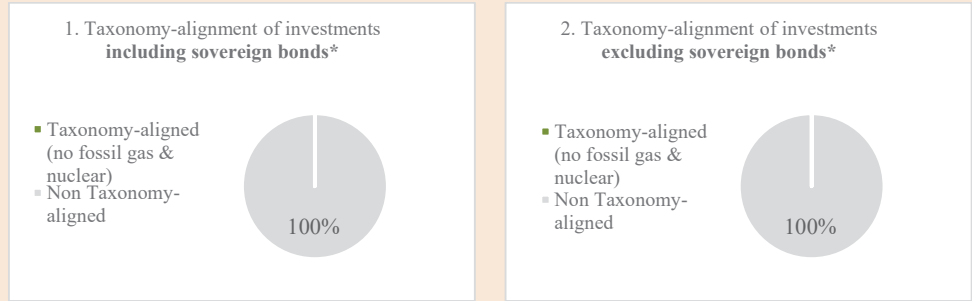 1. Taxonomy-alignment of investments
including sovereign bonds*
Taxonomy-aligned
(no fossil gas &
nuclear)
Non Taxonomy-
aligned
100%
2. Taxonomy-alignment of investments
excluding sovereign bonds*
Taxonomy-aligned
(no fossil gas &
nuclear)
Non Taxonomy-
aligned
100%